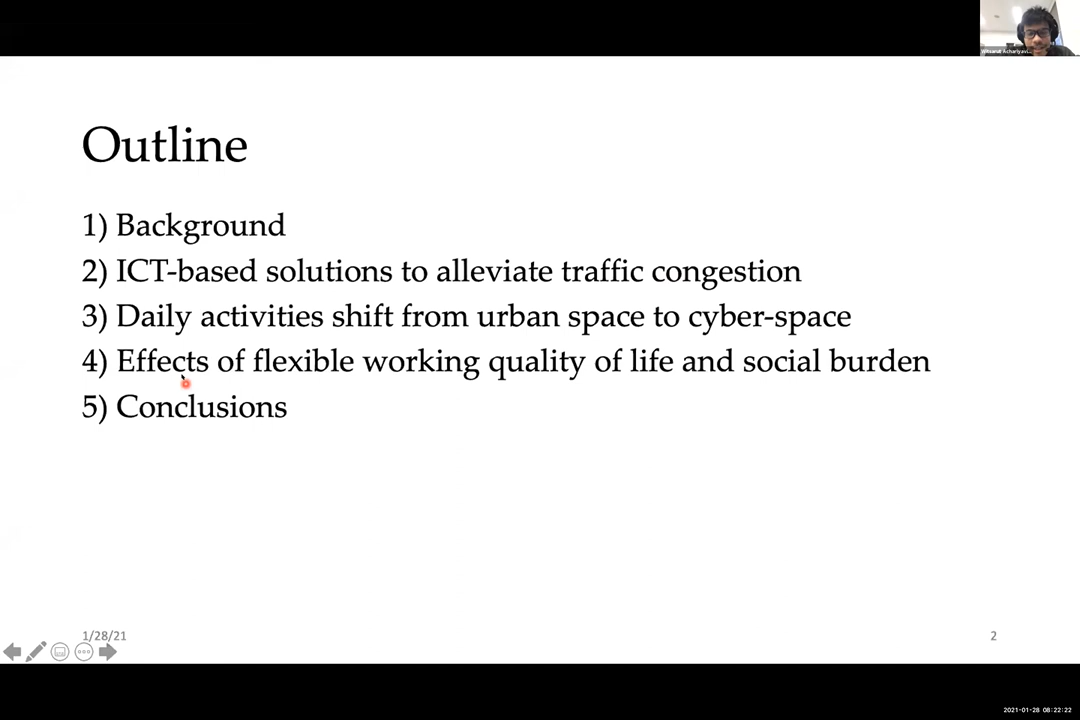 Outline
1) Background
2) ICT-based solutions to alleviate traffic congestion
3) Daily activities shift from urban space to cyber-space
4) Effects of flexible working quality of life and social burden
5) Conclusions
1/28/21
2
2021-01-28 08:22:22